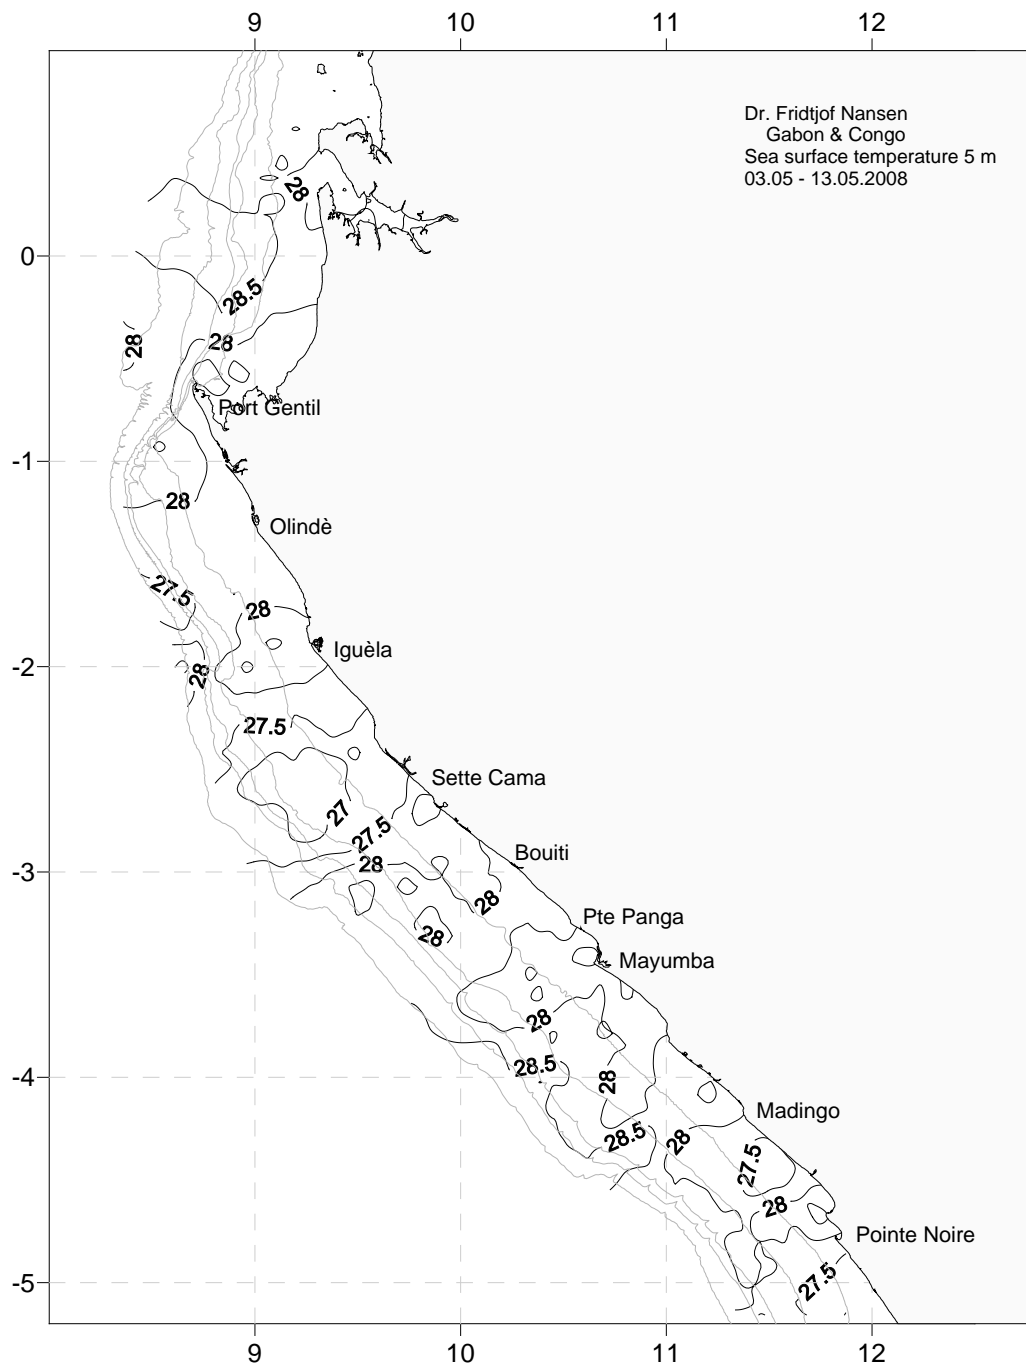 9 10 11 12
Dr. Fridtjof Nansen
Gabon & Congo
Sea surface temperature 5 m
03.05 - 13.05.2008
28
0
28.5
28
28
Port Gentil
-1
28
Olindè
27.5
28
Iguèla
-2
28
27.5
Sette Cama
27
27.5
Bouiti
28
-3
28
Pte Panga
28
Mayumba
28
28.5
-4
28
Madingo
28.5
28
27.5
28
Pointe Noire
27.5
-5
9 10 11 12